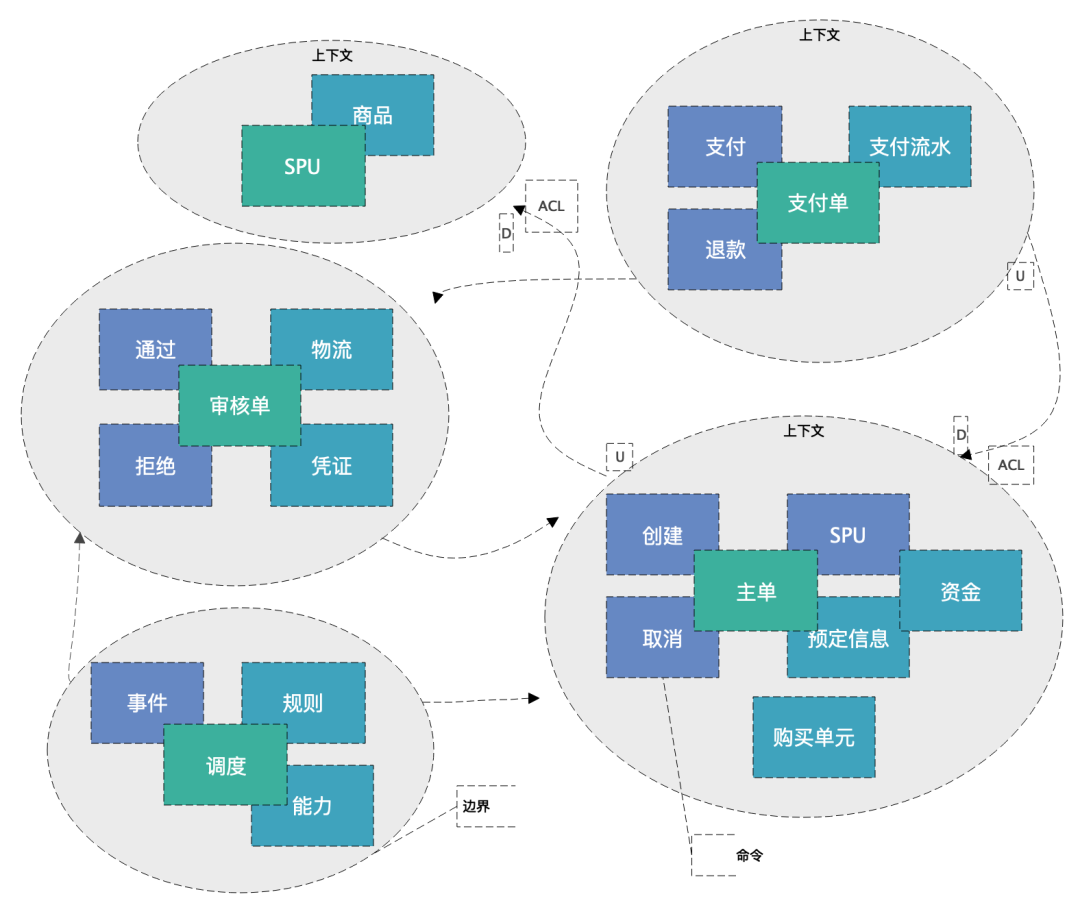 上下文
商品
SPU
上下文
支付
支付流水
支付单
退款
ACL
D
U
通过
物流
审核单
拒绝
凭证
上下文
D
ACL
U
创建
SPU
主单
资金
取消
预定信息
购买单元
事件
规则
调度
能力
边界
命令